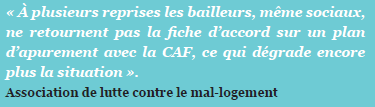 « À plusieurs reprises les bailleurs, même sociaux,
ne retournent pas la fiche d’accord sur un plan
d’apurement avec la CAF, ce qui dégrade encore
plus la situation ».
Association de lutte contre le mal-logement